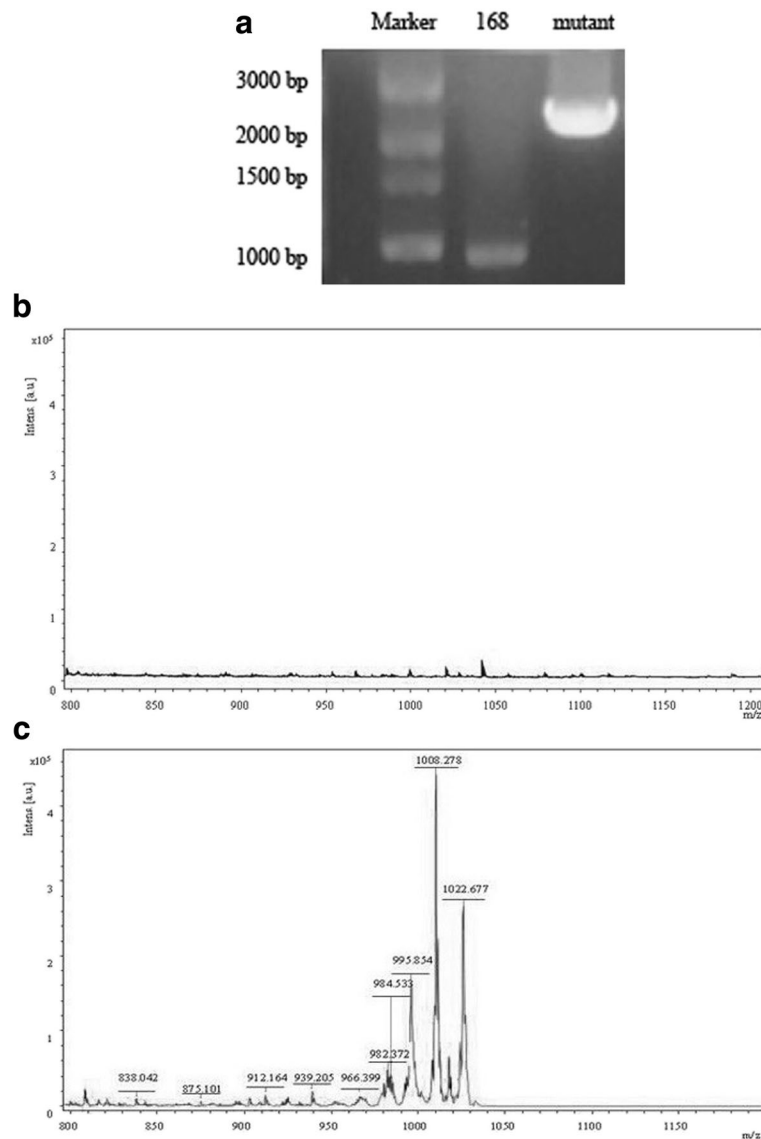 a
Marker 168 mutant
3000 bp
2000 bp
1500 bp
1000 bp
b
x10⁵
Intens. [a.u.]
4
3
2
1
0
800 850 900 950 1000 1050 1100 1150 1200
m/z
c
x10⁵
Intens. [a.u.]
4
3
2
1
0
1008.278
1022.677
995.854
984.533
982.372
966.399
939.205
912.164
875.101
838.042
800 850 900 950 1000 1050 1100 1150
m/z